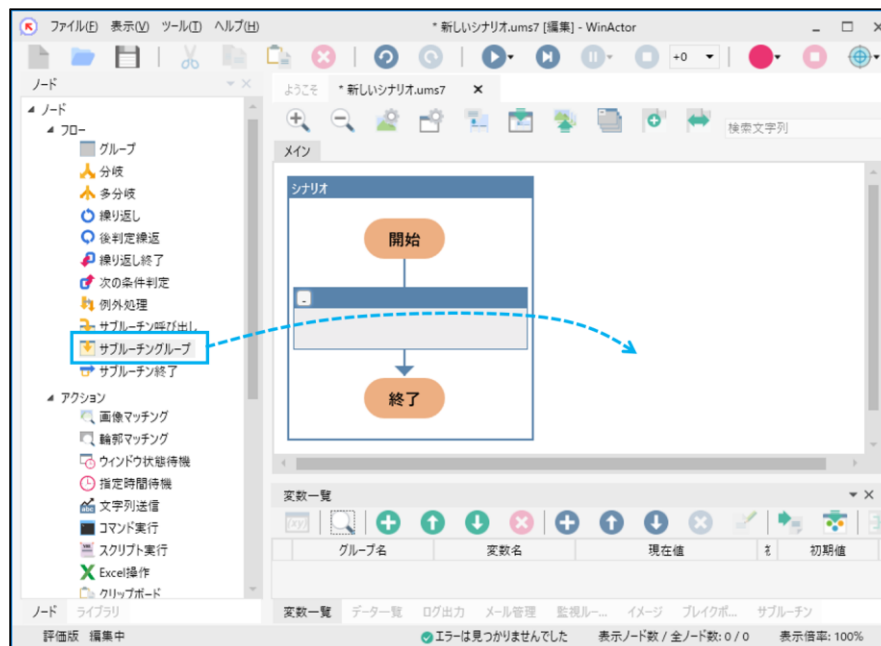 ファイル(F) 表示(V) ツール(T) ヘルプ(H) * 新しいシナリオ.ums7 [編集] - WinActor
+0
ノード
ようこそ * 新しいシナリオ.ums7
検索文字列
メイン
ノード
フロー
グループ
分岐
多分岐
繰り返し
後判定繰返
繰り返し終了
次の条件判定
例外処理
サブルーチン呼び出し
サブルーチングループ
サブルーチン終了
アクション
画像マッチング
輪郭マッチング
ウィンドウ状態待機
指定時間待機
文字列送信
コマンド実行
スクリプト実行
Excel操作
クリップボード
ノード ライブラリ
シナリオ
開始
終了
変数一覧
グループ名 変数名 現在値 初期値
変数一覧 データ一覧 ログ出力 メール管理 監視ルー... イメージ ブレイクポ... サブルーチン
評価版 編集中 エラーは見つかりませんでした 表示ノード数 / 全ノード数: 0 / 0 表示倍率: 100%